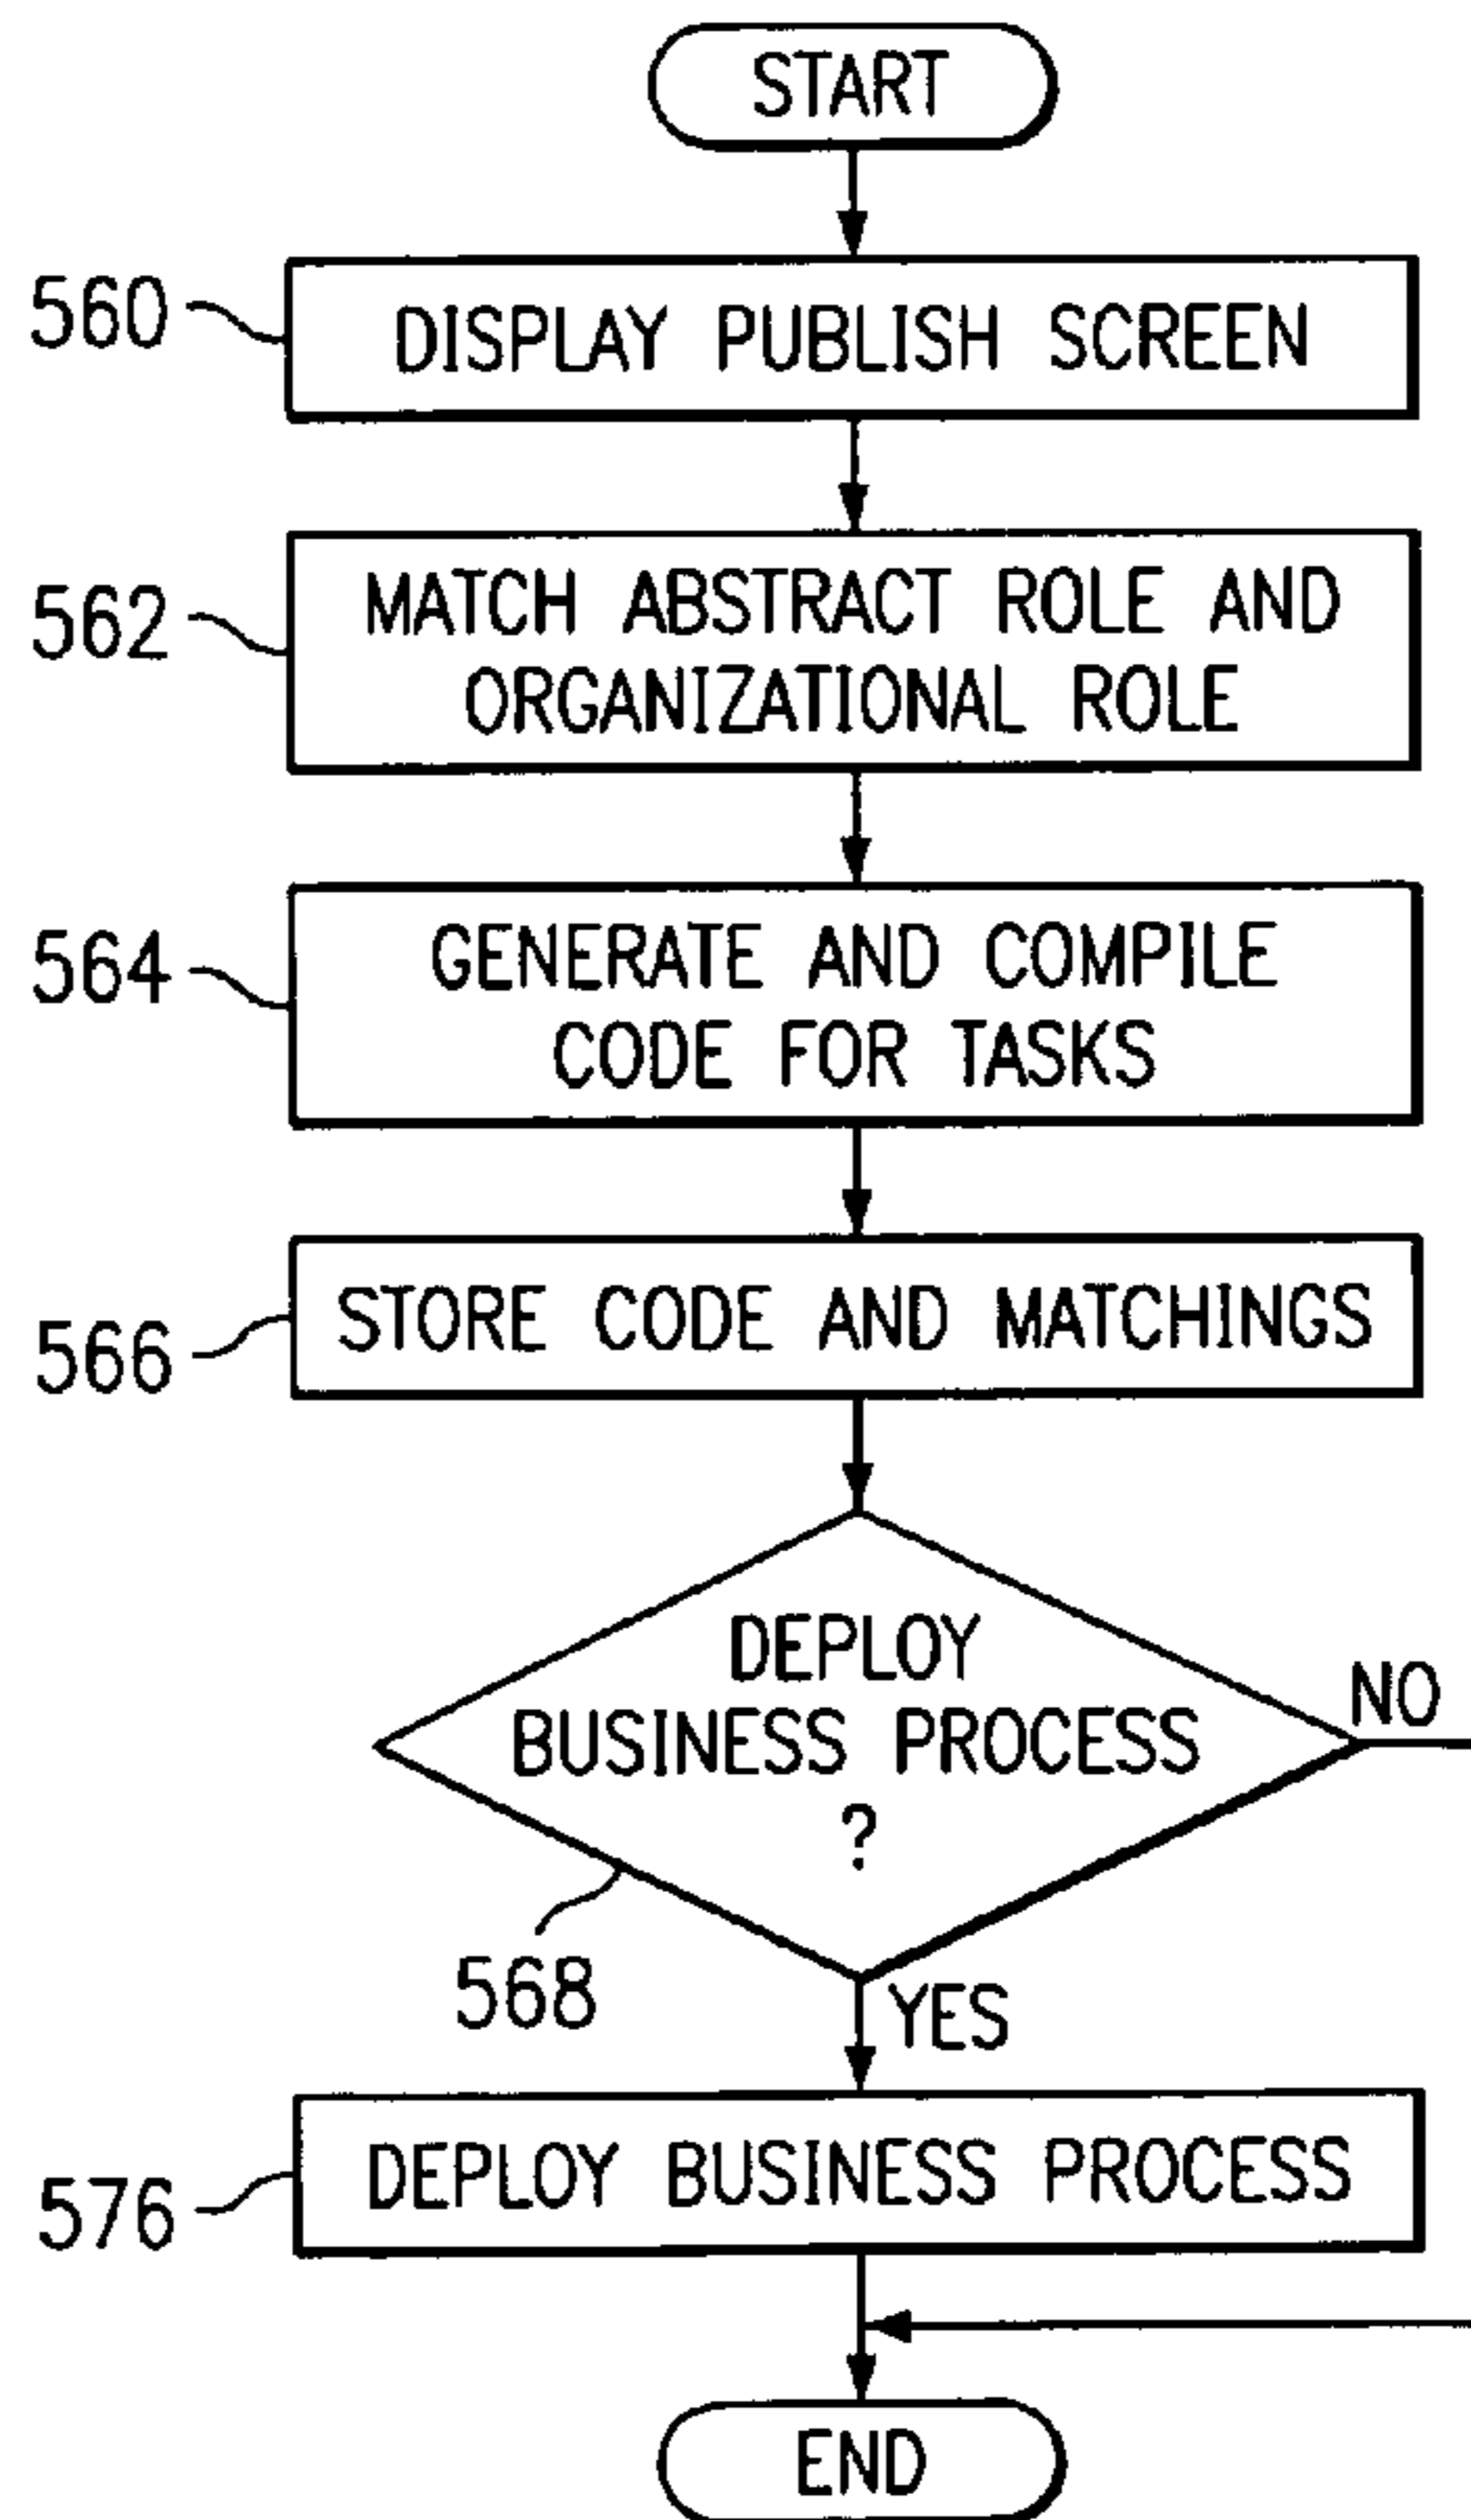 START
560
DISPLAY PUBLISH SCREEN
562
MATCH ABSTRACT ROLE AND
ORGANIZATIONAL ROLE
564
GENERATE AND COMPILE
CODE FOR TASKS
566
STORE CODE AND MATCHINGS
DEPLOY
BUSINESS PROCESS
?
NO
568
YES
576
DEPLOY BUSINESS PROCESS
END